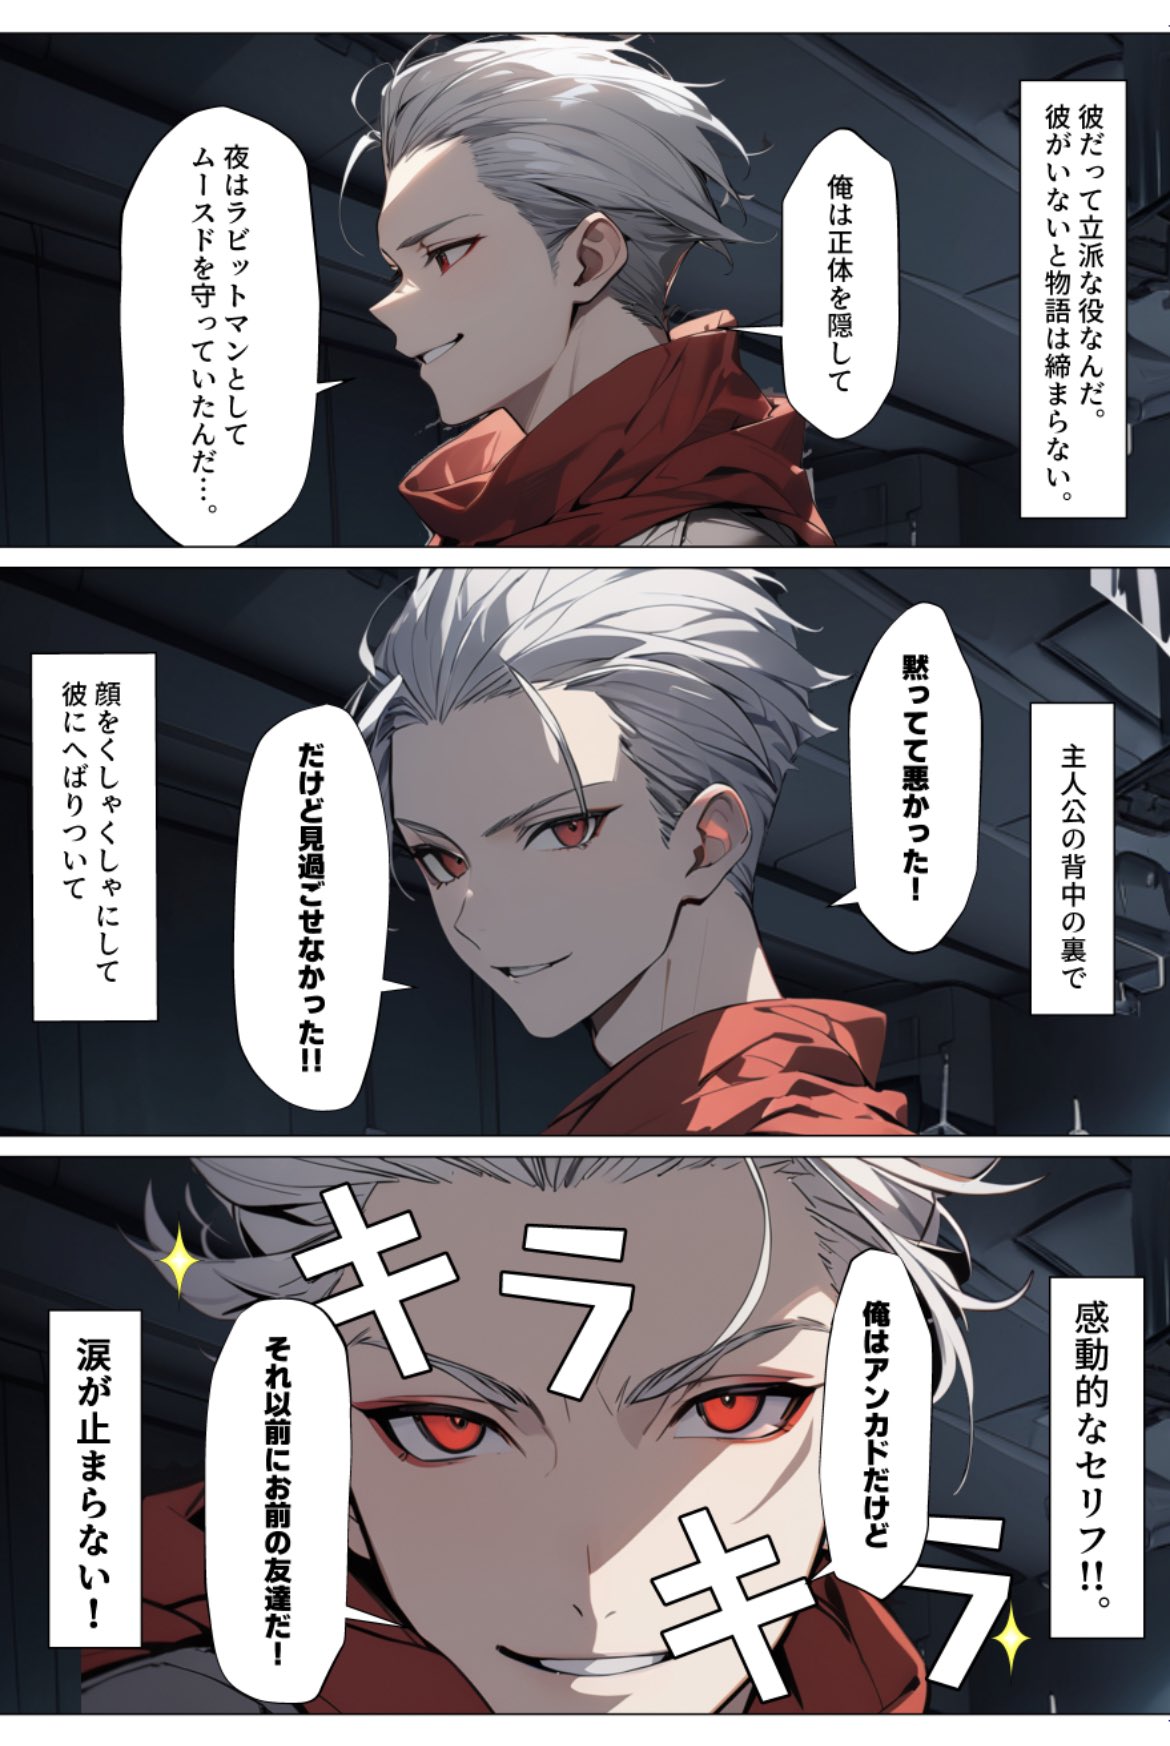 彼だって立派な役なんだ。
彼がいないと物語は締まらない。
俺は正体を隠して
夜はラビットマンとして
ムースドを守っていたんだ…。
主人公の背中の裏で
黙ってて悪かった！
だけど見過ごせなかった!!
顔をくしゃくしゃにして
彼にへばりついて
感動的なセリフ!!。
俺はアンカドだけど
キラ
キラ
それ以前にお前の友達だ！
涙が止まらない！